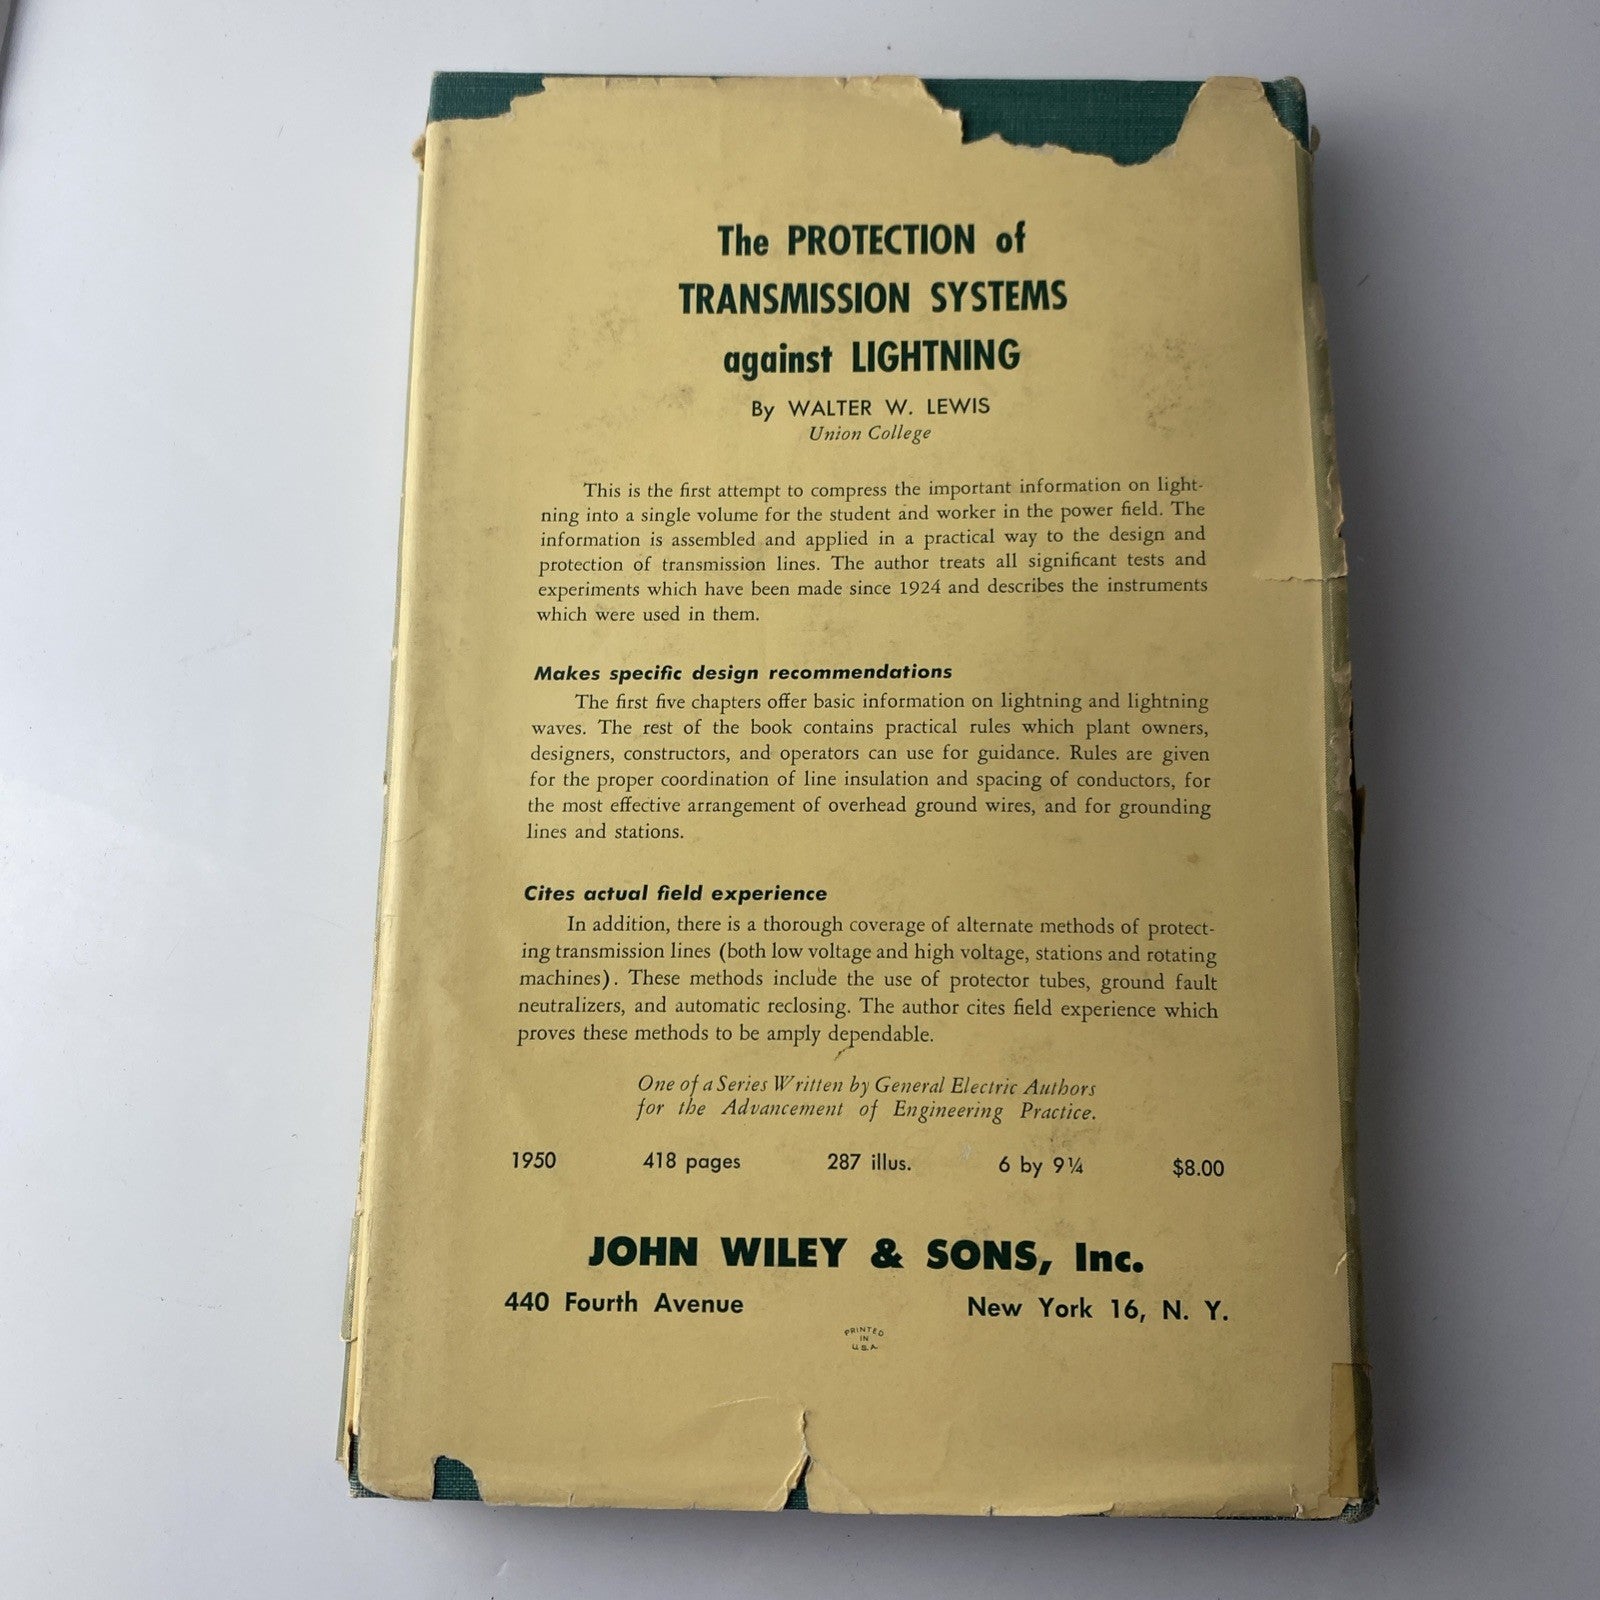 The PROTECTION of
TRANSMISSION SYSTEMS
against LIGHTNING
By WALTER W. LEWIS
Union College
This is the first attempt to compress the important information on light-
ning into a single volume for the student and worker in the power field. The
information is assembled and applied in a practical way to the design and
protection of transmission lines. The author treats all significant tests and
experiments which have been made since 1924 and describes the instruments
which were used in them.
Makes specific design recommendations
The first five chapters offer basic information on lightning and lightning
waves. The rest of the book contains practical rules which plant owners,
designers, constructors, and operators can use for guidance. Rules are given
for the proper coordination of line insulation and spacing of conductors, for
the most effective arrangement of overhead ground wires, and for grounding
lines and stations.
Cites actual field experience
In addition, there is a thorough coverage of alternate methods of protect-
ing transmission lines (both low voltage and high voltage, stations and rotating
machines). These methods include the use of protector tubes, ground fault
neutralizers, and automatic reclosing. The author cites field experience which
proves these methods to be amply dependable.
One of a Series Written by General Electric Authors
for the Advancement of Engineering Practice.
1950 418 pages 287 illus. 6 by 9¼ $8.00
JOHN WILEY & SONS, Inc.
440 Fourth Avenue New York 16, N. Y.
PRINTED
IN
U.S.A.